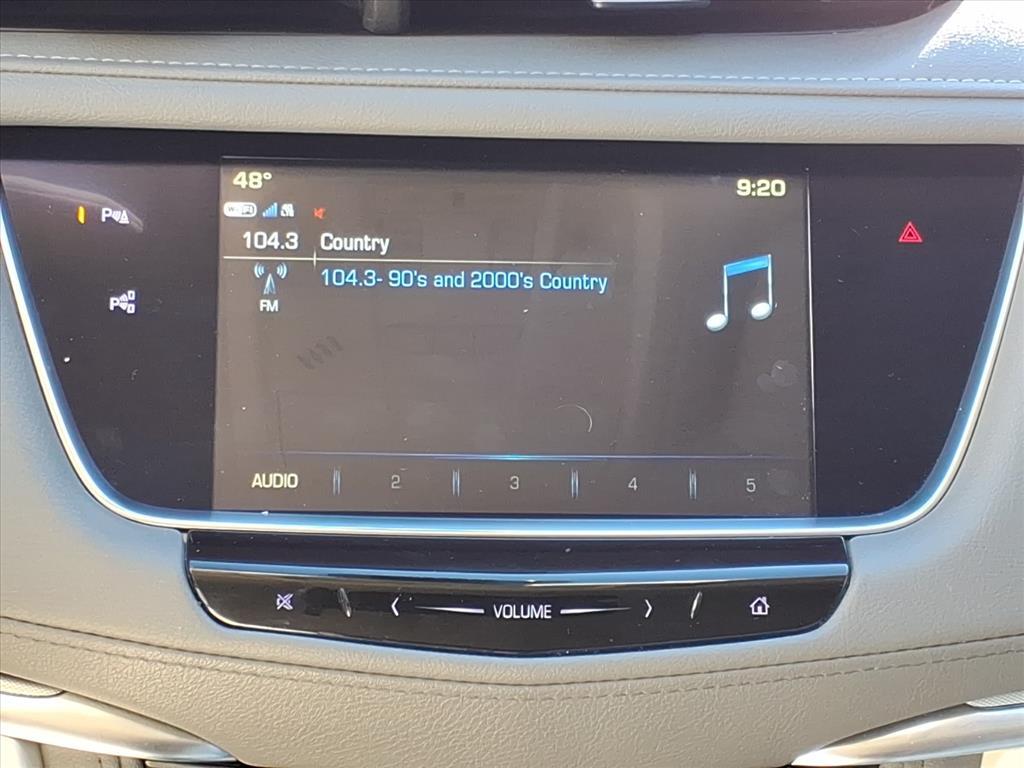 48°
9:20
WiFi
104.3 Country
104.3- 90's and 2000's Country
FM
P
P
AUDIO 2 3 4 5
VOLUME